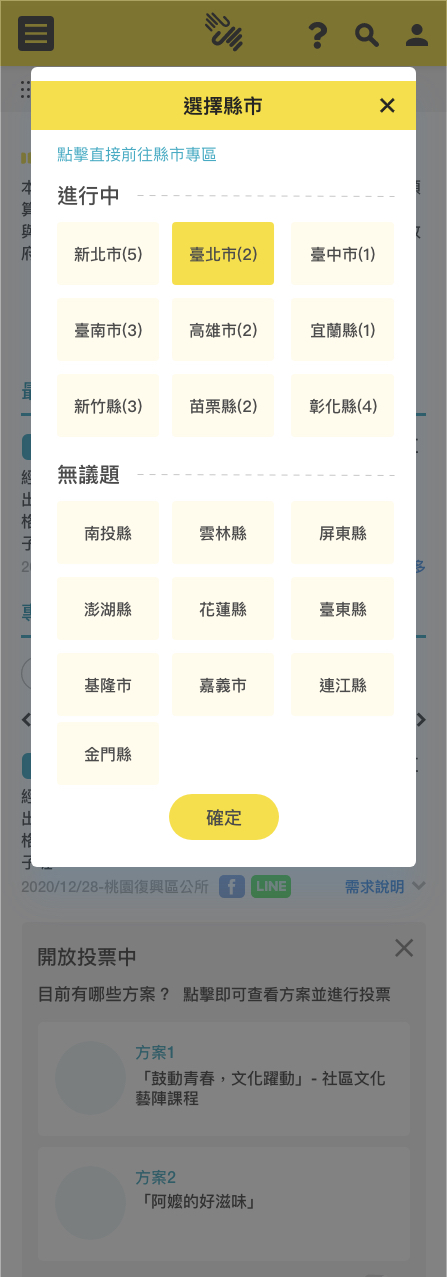 選擇縣市
點擊直接前往縣市專區
進行中
新北市(5)
臺北市(2)
臺中市(1)
臺南市(3)
高雄市(2)
宜蘭縣(1)
新竹縣(3)
苗栗縣(2)
彰化縣(4)
無議題
南投縣
雲林縣
屏東縣
澎湖縣
花蓮縣
臺東縣
基隆市
嘉義市
連江縣
金門縣
確定
2020/12/28-桃園復興區公所
LINE
需求說明
開放投票中
目前有哪些方案？ 點擊即可查看方案並進行投票
方案1
「鼓動青春，文化躍動」- 社區文化
藝陣課程
方案2
「阿嬤的好滋味」